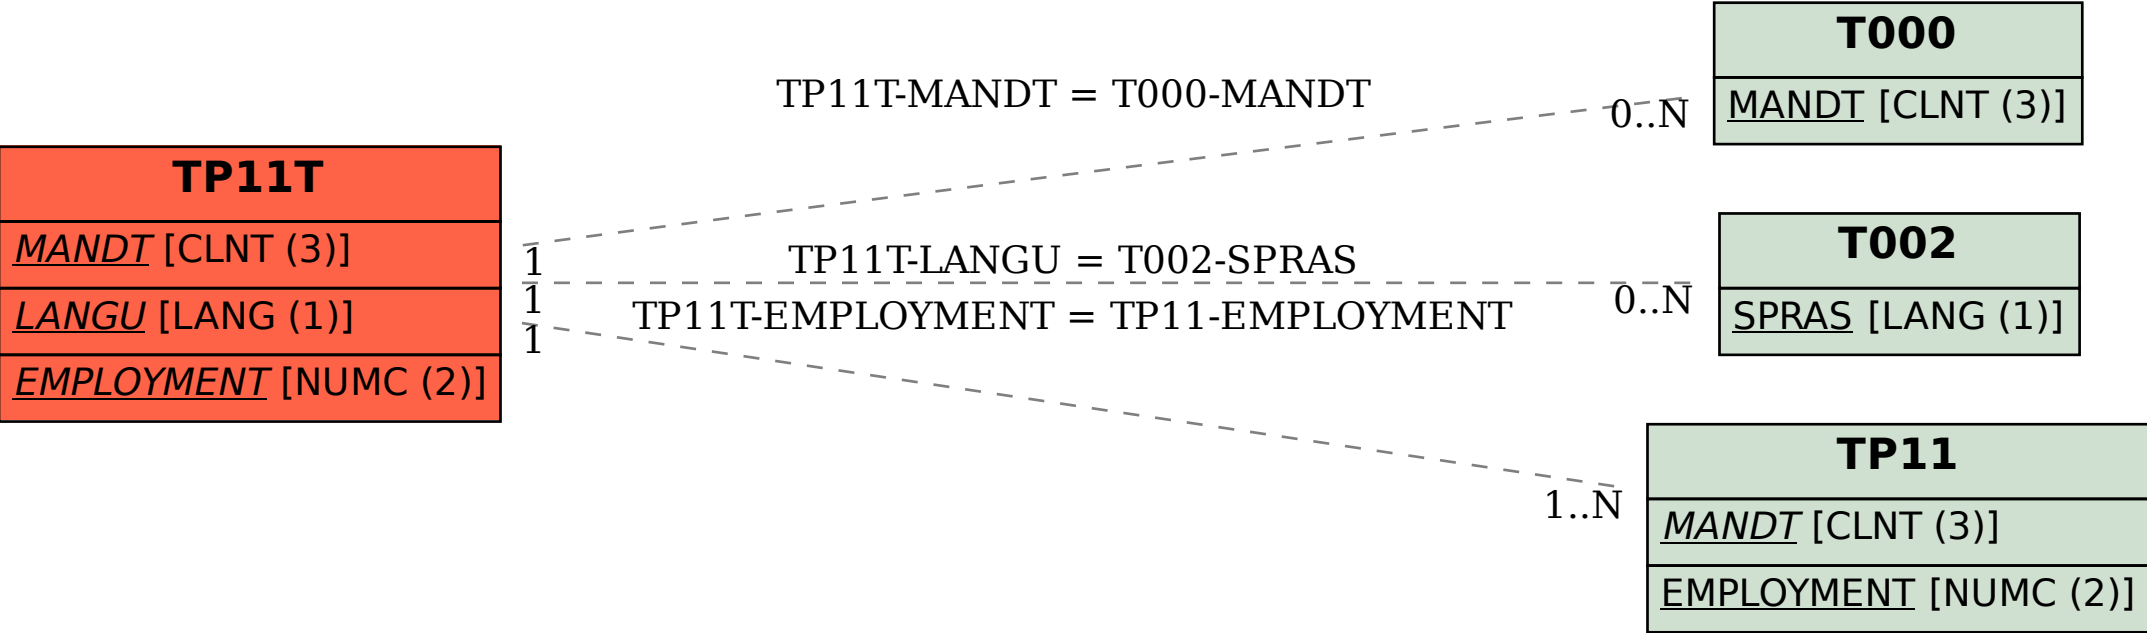 TP11T
MANDT [CLNT (3)]
LANGU [LANG (1)]
EMPLOYMENT [NUMC (2)]
TP11T-MANDT = T000-MANDT
1
0..N
TP11T-LANGU = T002-SPRAS
1
0..N
TP11T-EMPLOYMENT = TP11-EMPLOYMENT
1
1..N
T000
MANDT [CLNT (3)]
T002
SPRAS [LANG (1)]
TP11
MANDT [CLNT (3)]
EMPLOYMENT [NUMC (2)]